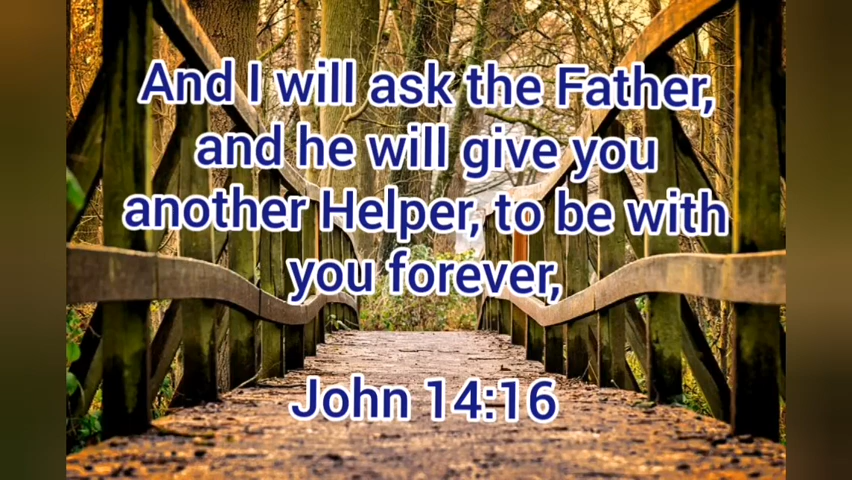 And I will ask the Father,
and he will give you
another Helper, to be with
you forever,
John 14:16